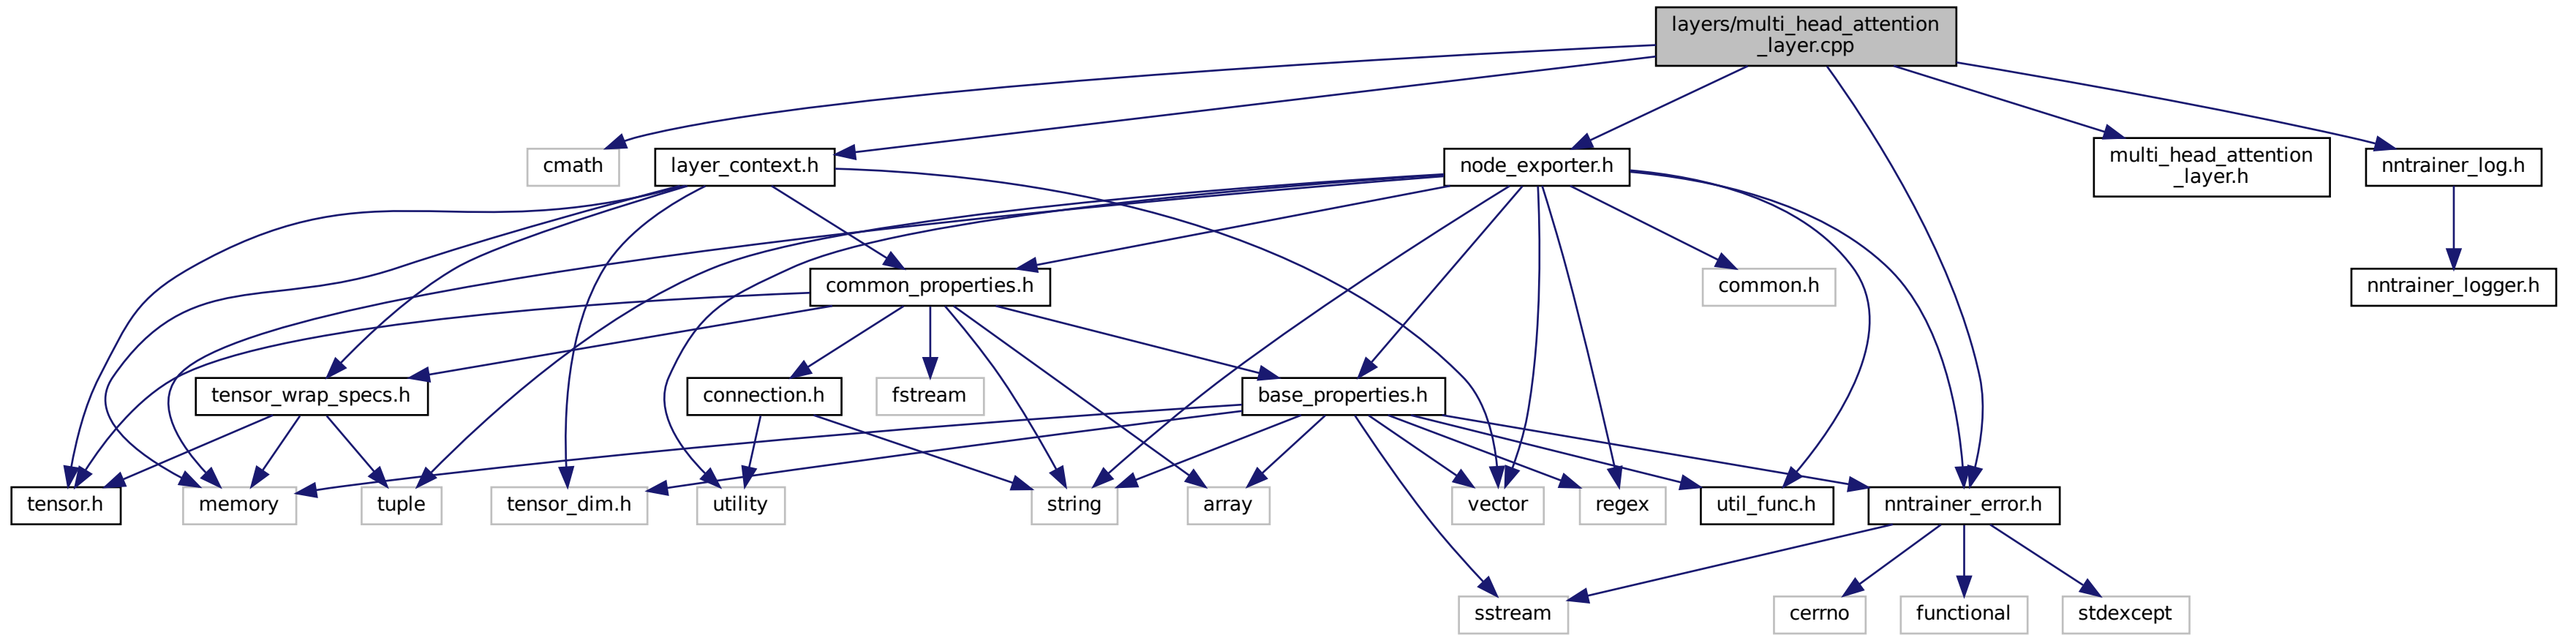 layers/multi_head_attention
_layer.cpp
cmath
layer_context.h
node_exporter.h
multi_head_attention
_layer.h
nntrainer_log.h
common_properties.h
common.h
nntrainer_logger.h
tensor_wrap_specs.h
connection.h
fstream
base_properties.h
tensor.h
memory
tuple
tensor_dim.h
utility
string
array
vector
regex
util_func.h
nntrainer_error.h
sstream
cerrno
functional
stdexcept